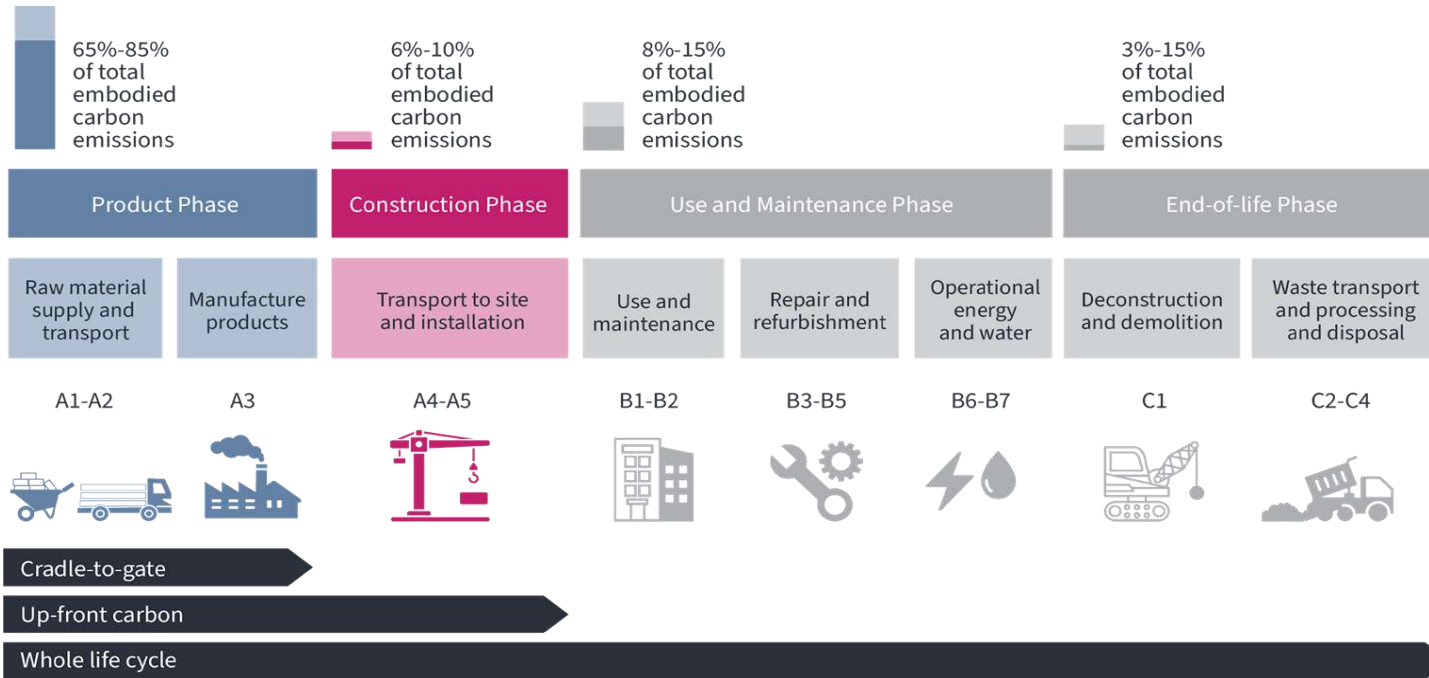 65%-85%
of total
embodied
carbon
emissions
6%-10%
of total
embodied
carbon
emissions
8%-15%
of total
embodied
carbon
emissions
3%-15%
of total
embodied
carbon
emissions
Product Phase
Construction Phase
Use and Maintenance Phase
End-of-life Phase
Raw material
supply and
transport
Manufacture
products
Transport to site
and installation
Use and
maintenance
Repair and
refurbishment
Operational
energy
and water
Deconstruction
and demolition
Waste transport
and processing
and disposal
A1-A2
A3
A4-A5
B1-B2
B3-B5
B6-B7
C1
C2-C4
Cradle-to-gate
Up-front carbon
Whole life cycle